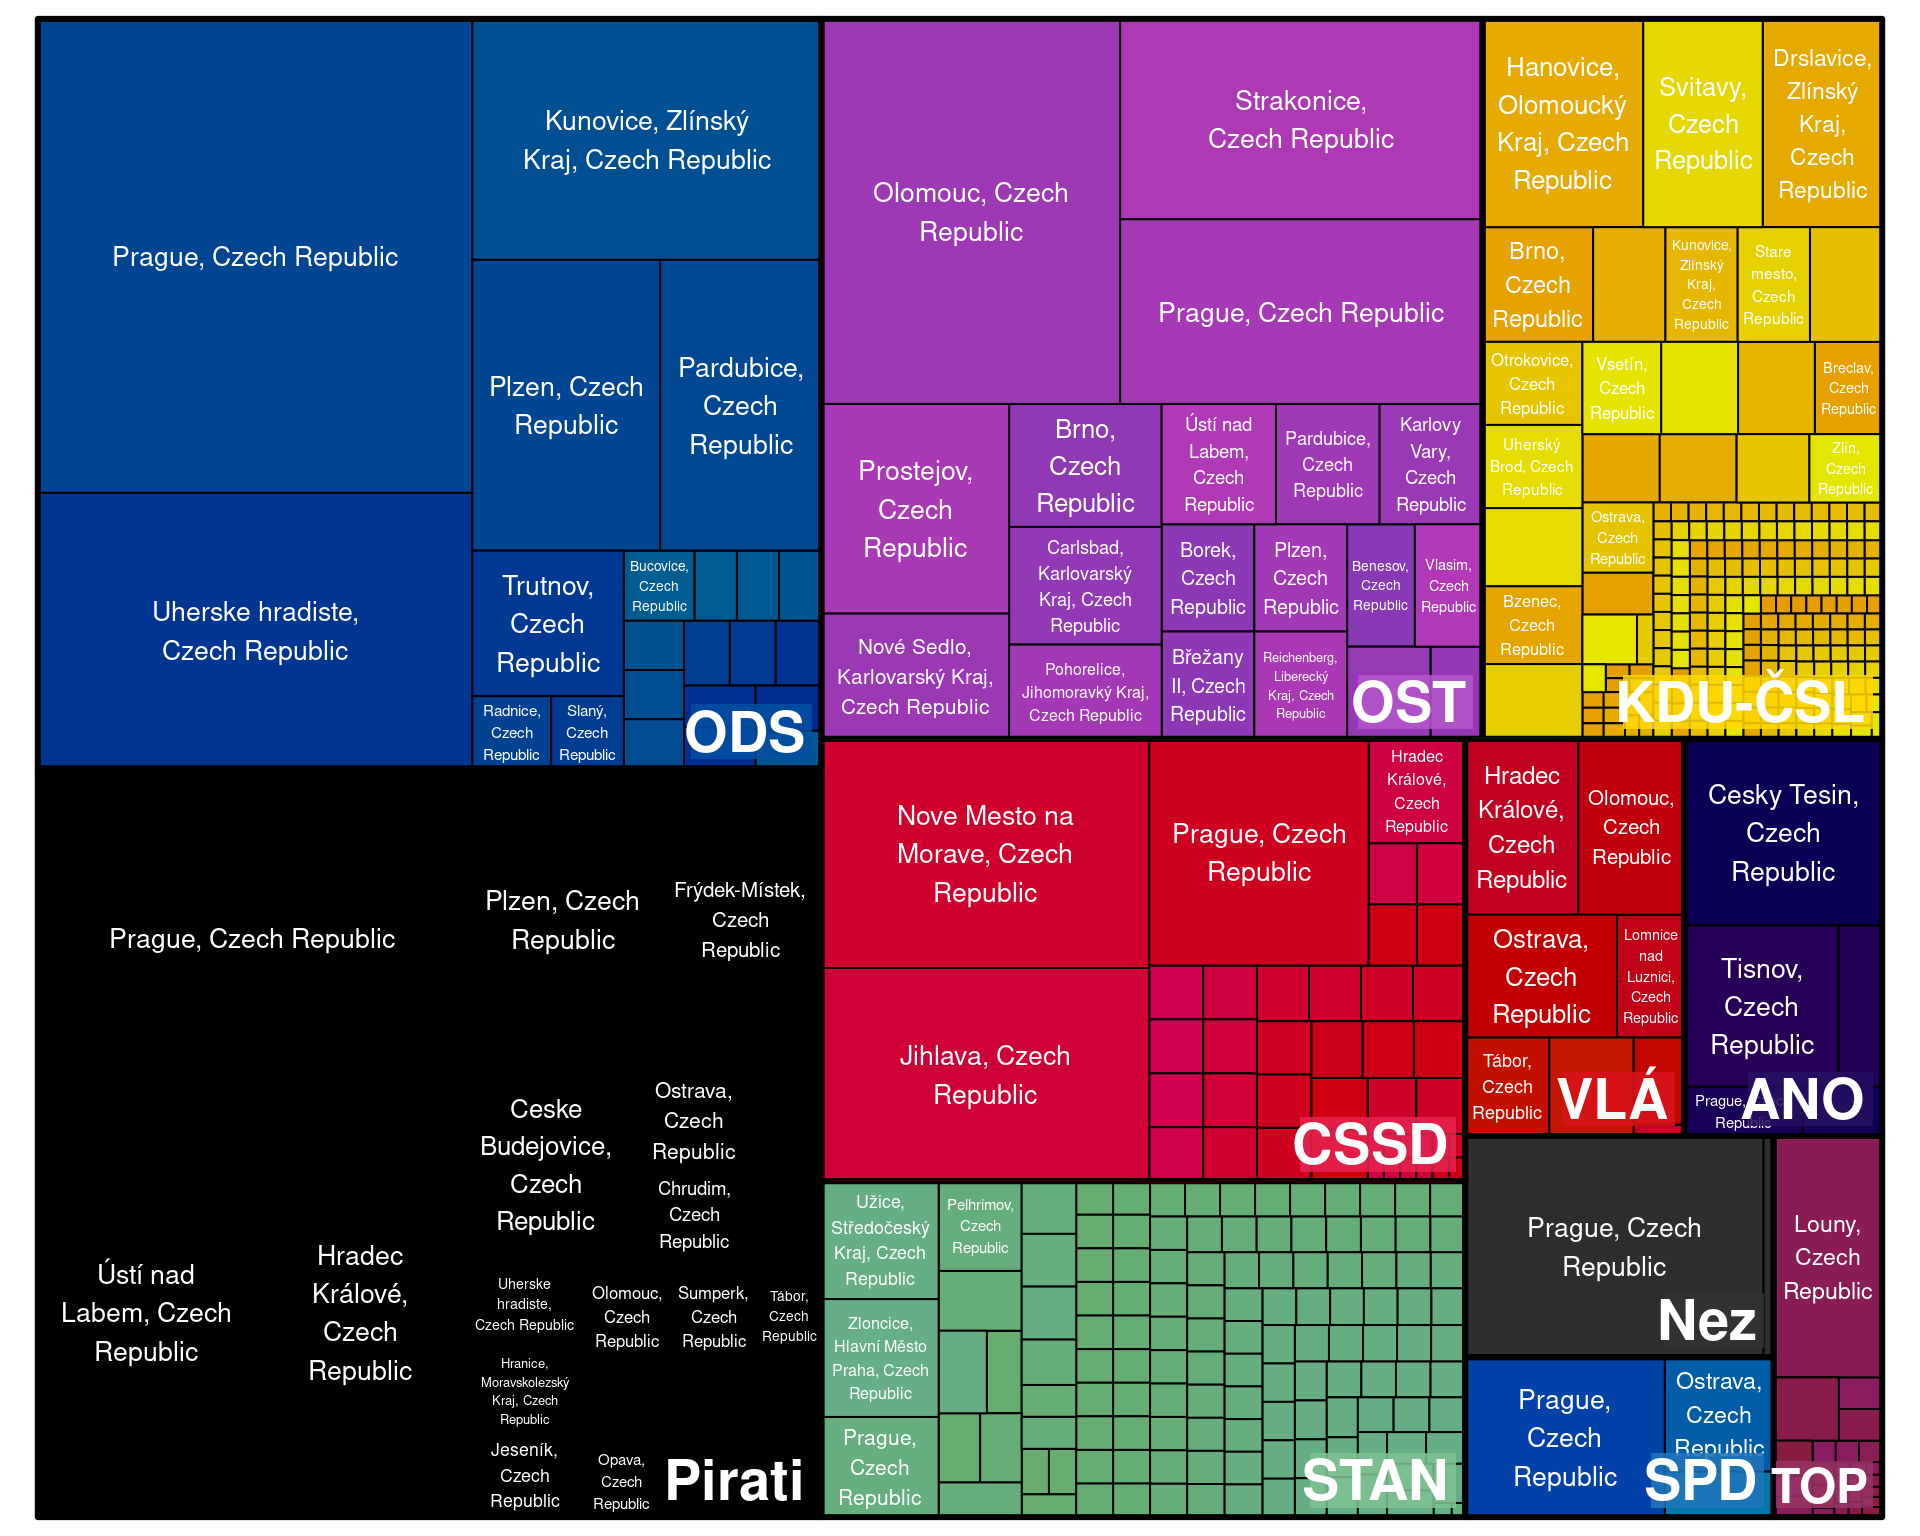 Prague, Czech Republic
Kunovice, Zlínský
Kraj, Czech Republic
Plzen, Czech
Republic
Pardubice,
Czech
Republic
Uherske hradiste,
Czech Republic
Trutnov,
Czech
Republic
Bucovice,
Czech
Republic
Radnice,
Czech
Republic
Slaný,
Czech
Republic
ODS
Olomouc, Czech
Republic
Strakonice,
Czech Republic
Prague, Czech Republic
Prostejov,
Czech
Republic
Brno,
Czech
Republic
Ústí nad
Labem,
Czech
Republic
Pardubice,
Czech
Republic
Karlovy
Vary,
Czech
Republic
Carlsbad,
Karlovarský
Kraj, Czech
Republic
Borek,
Czech
Republic
Plzen,
Czech
Republic
Benesov,
Czech
Republic
Vlasim,
Czech
Republic
Nové Sedlo,
Karlovarský Kraj,
Czech Republic
Pohorelice,
Jihomoravký Kraj,
Czech Republic
Břežany
II, Czech
Republic
Reichenberg,
Liberecký
Kraj, Czech
Republic
OST
Hanovice,
Olomoucký
Kraj, Czech
Republic
Svitavy,
Czech
Republic
Drslavice,
Zlínský
Kraj,
Czech
Republic
Brno,
Czech
Republic
Kunovice,
Zlínský
Kraj,
Czech
Republic
Stare
mesto,
Czech
Republic
Otrokovice,
Czech
Republic
Vsetín,
Czech
Republic
Breclav,
Czech
Republic
Uherský
Brod, Czech
Republic
Zlín,
Czech
Republic
Ostrava,
Czech
Republic
Bzenec,
Czech
Republic
KDU-ČSL
Prague, Czech Republic
Plzen, Czech
Republic
Frýdek-Místek,
Czech
Republic
Ceske
Budejovice,
Czech
Republic
Ostrava,
Czech
Republic
Chrudim,
Czech
Republic
Ústí nad
Labem, Czech
Republic
Hradec
Králové,
Czech
Republic
Uherske
hradiste,
Czech Republic
Olomouc,
Czech
Republic
Sumperk,
Czech
Republic
Tábor,
Czech
Republic
Hranice,
Moravskolezský
Kraj, Czech
Republic
Jeseník,
Czech
Republic
Opava,
Czech
Republic
Pirati
Nove Mesto na
Morave, Czech
Republic
Prague, Czech
Republic
Hradec
Králové,
Czech
Republic
Jihlava, Czech
Republic
CSSD
Hradec
Králové,
Czech
Republic
Olomouc,
Czech
Republic
Ostrava,
Czech
Republic
Lomnice
nad
Luznici,
Czech
Republic
Tábor,
Czech
Republic
VLÁ
Cesky Tesin,
Czech
Republic
Tisnov,
Czech
Republic
Prague,
Republic
ANO
Užice,
Středočeský
Kraj, Czech
Republic
Pelhrimov,
Czech
Republic
Zloncice,
Hlavní Město
Praha, Czech
Republic
Prague,
Czech
Republic
STAN
Prague, Czech
Republic
Nez
Louny,
Czech
Republic
TOP
Prague,
Czech
Republic
Ostrava,
Czech
Republic
SPD